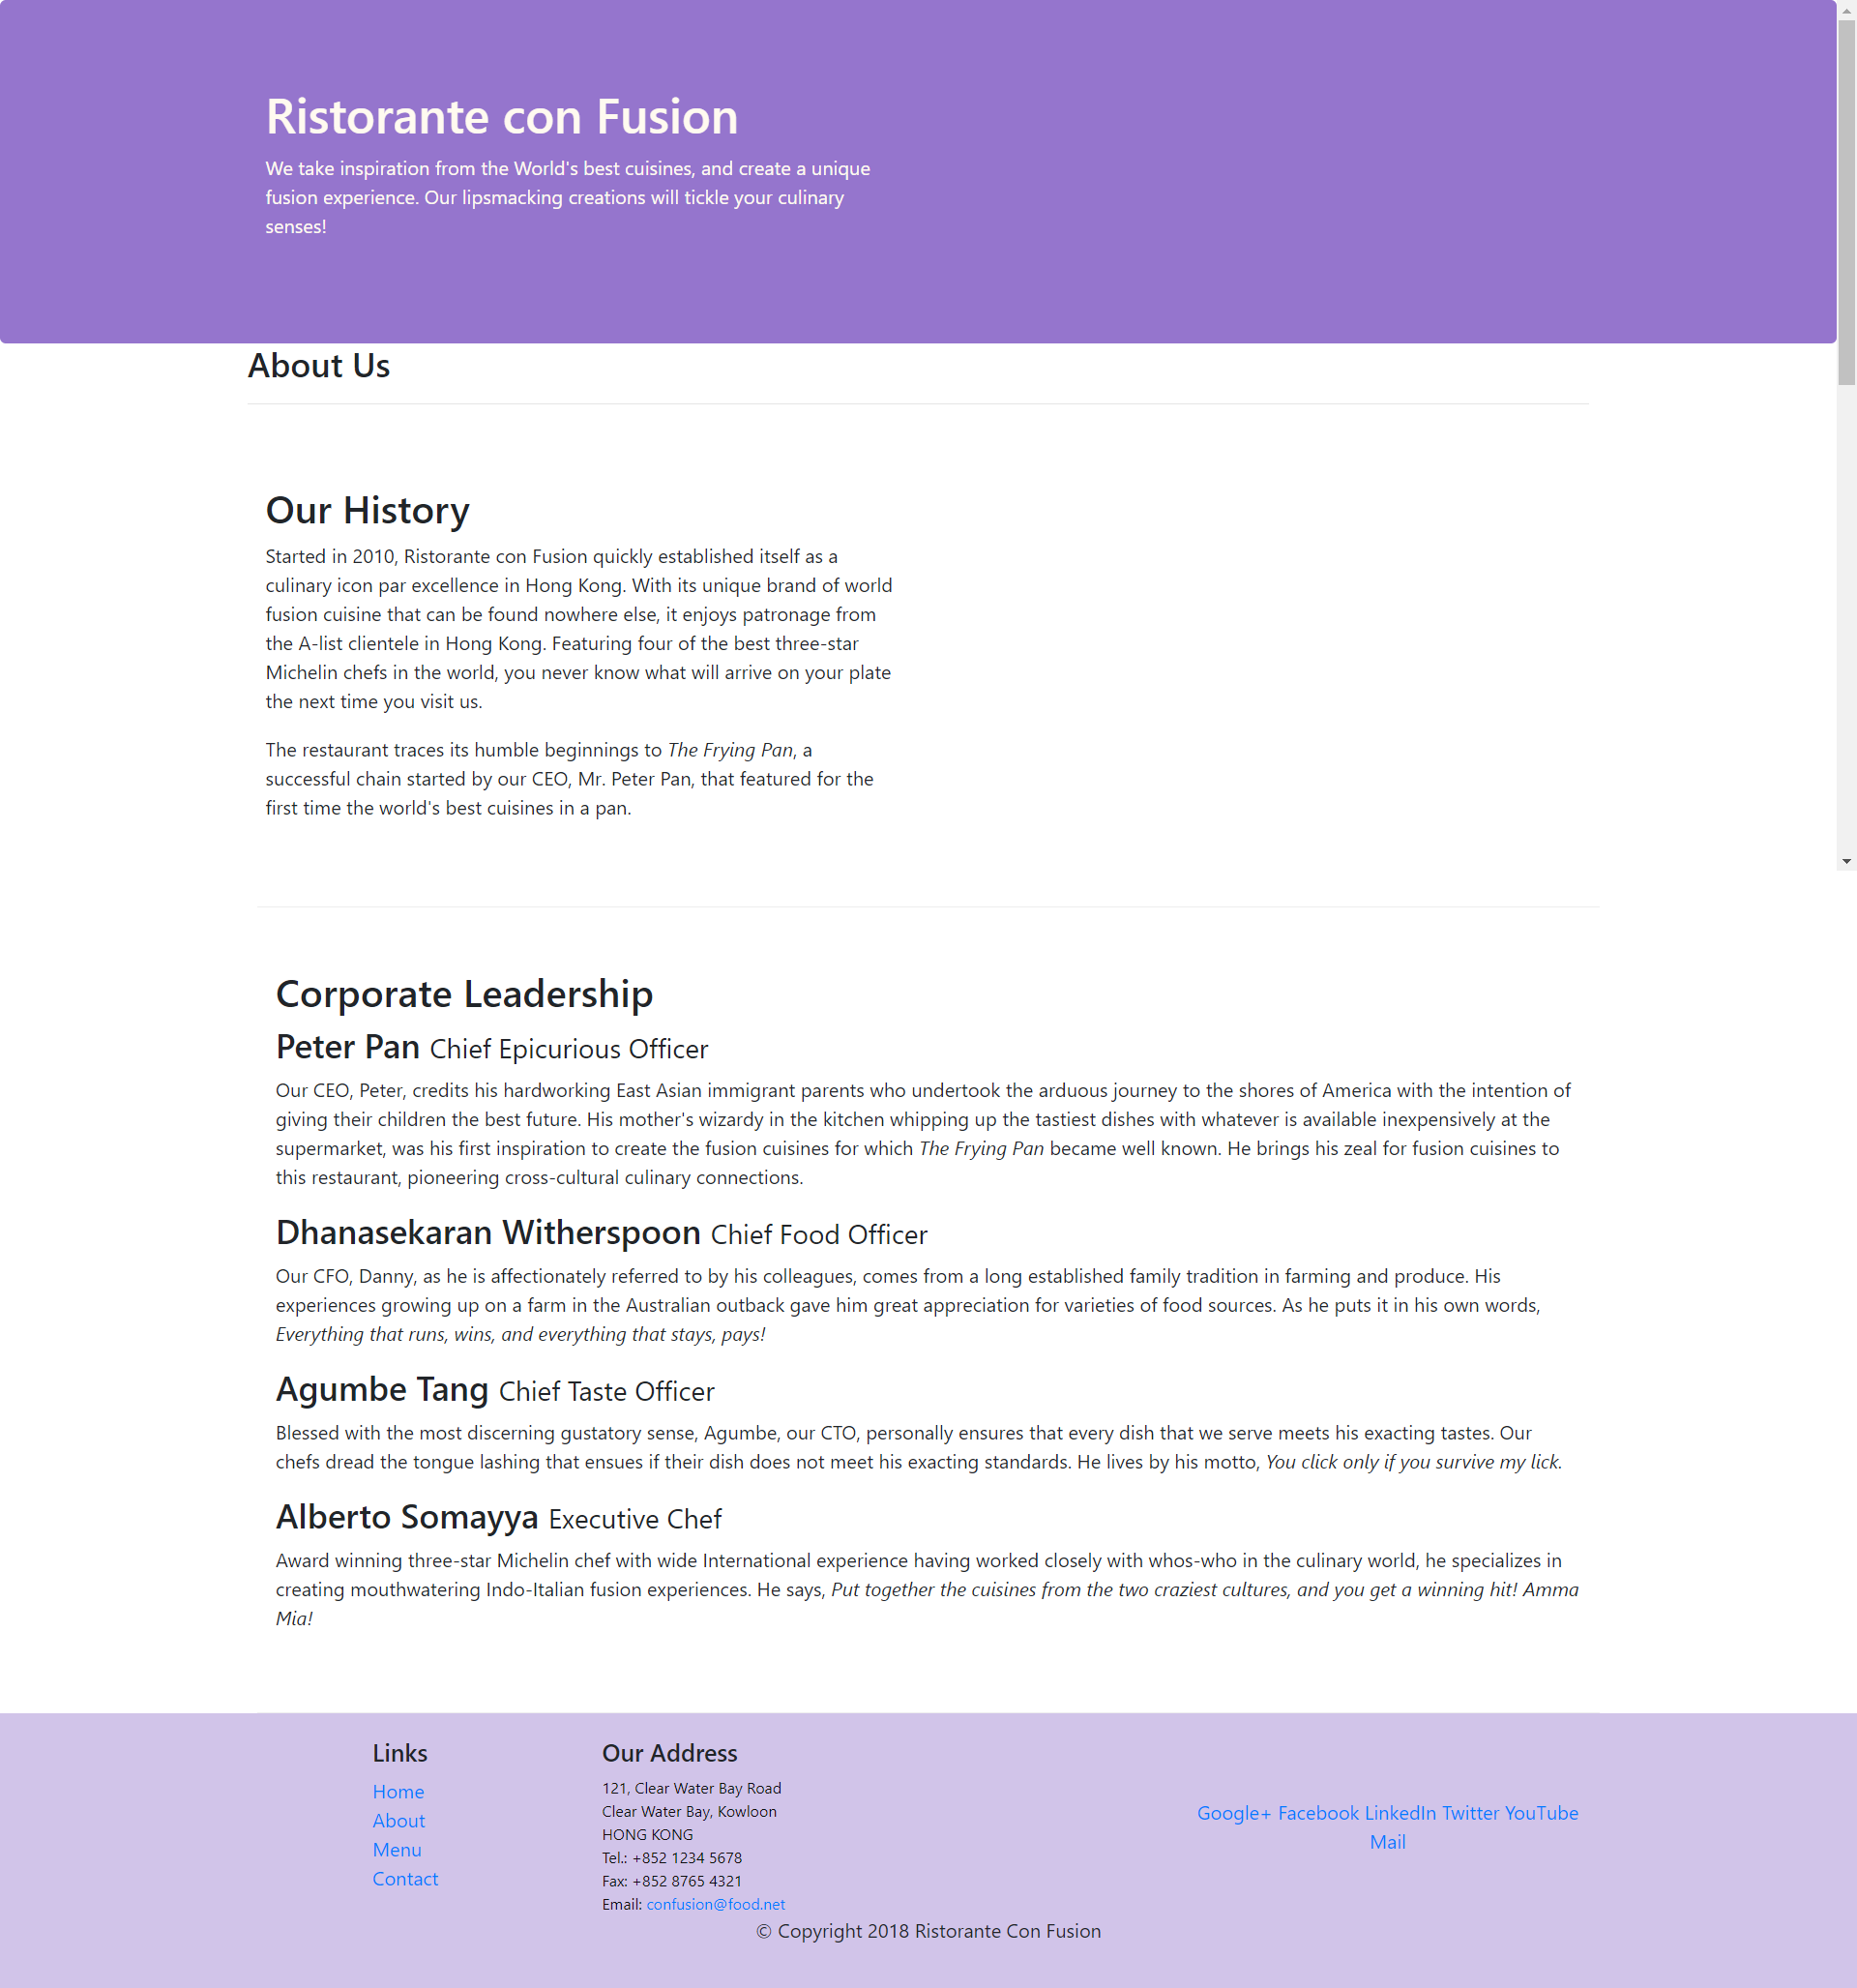 Ristorante con Fusion
We take inspiration from the World's best cuisines, and create a unique
fusion experience. Our lipsmacking creations will tickle your culinary
senses!
About Us
Our History
Started in 2010, Ristorante con Fusion quickly established itself as a
culinary icon par excellence in Hong Kong. With its unique brand of world
fusion cuisine that can be found nowhere else, it enjoys patronage from
the A-list clientele in Hong Kong. Featuring four of the best three-star
Michelin chefs in the world, you never know what will arrive on your plate
the next time you visit us.
The restaurant traces its humble beginnings to The Frying Pan, a
successful chain started by our CEO, Mr. Peter Pan, that featured for the
first time the world's best cuisines in a pan.
Corporate Leadership
Peter Pan Chief Epicurious Officer
Our CEO, Peter, credits his hardworking East Asian immigrant parents who undertook the arduous journey to the shores of America with the intention of
giving their children the best future. His mother's wizardy in the kitchen whipping up the tastiest dishes with whatever is available inexpensively at the
supermarket, was his first inspiration to create the fusion cuisines for which The Frying Pan became well known. He brings his zeal for fusion cuisines to
this restaurant, pioneering cross-cultural culinary connections.
Dhanasekaran Witherspoon Chief Food Officer
Our CFO, Danny, as he is affectionately referred to by his colleagues, comes from a long established family tradition in farming and produce. His
experiences growing up on a farm in the Australian outback gave him great appreciation for varieties of food sources. As he puts it in his own words,
Everything that runs, wins, and everything that stays, pays!
Agumbe Tang Chief Taste Officer
Blessed with the most discerning gustatory sense, Agumbe, our CTO, personally ensures that every dish that we serve meets his exacting tastes. Our
chefs dread the tongue lashing that ensues if their dish does not meet his exacting standards. He lives by his motto, You click only if you survive my lick.
Alberto Somayya Executive Chef
Award winning three-star Michelin chef with wide International experience having worked closely with whos-who in the culinary world, he specializes in
creating mouthwatering Indo-Italian fusion experiences. He says, Put together the cuisines from the two craziest cultures, and you get a winning hit! Amma
Mia!
Links
Home
About
Menu
Contact
Our Address
121, Clear Water Bay Road
Clear Water Bay, Kowloon
HONG KONG
Tel.: +852 1234 5678
Fax: +852 8765 4321
Email: confusion@food.net
Google+ Facebook LinkedIn Twitter YouTube
Mail
© Copyright 2018 Ristorante Con Fusion